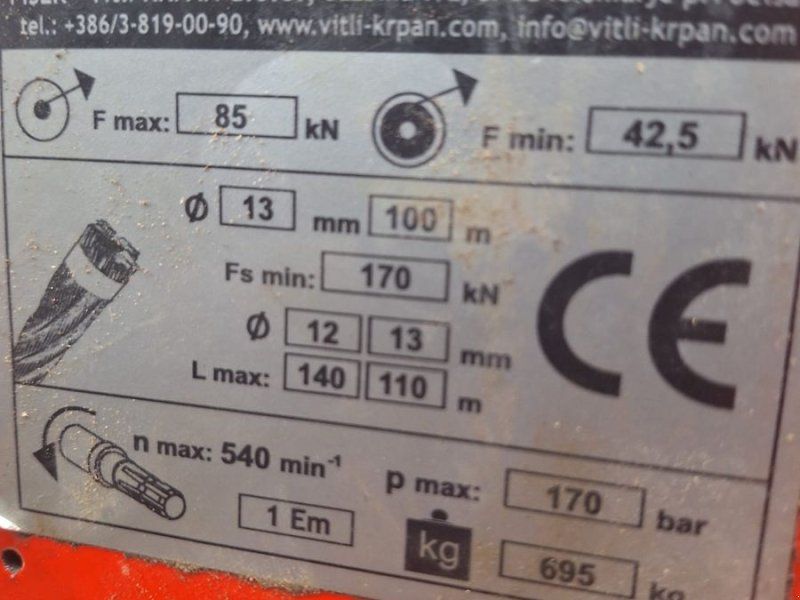 tel.: +386/3-819-00-90, www.vitli-krpan.com, info@vitli-krpan.com
F max: 85 kN F min: 42,5 kN
Ø 13 mm 100 m
Fs min: 170 kN
Ø 12 13 mm
L max: 140 110 m
CE
n max: 540 min-1 p max: 170 bar
1 Em kg 695 kg